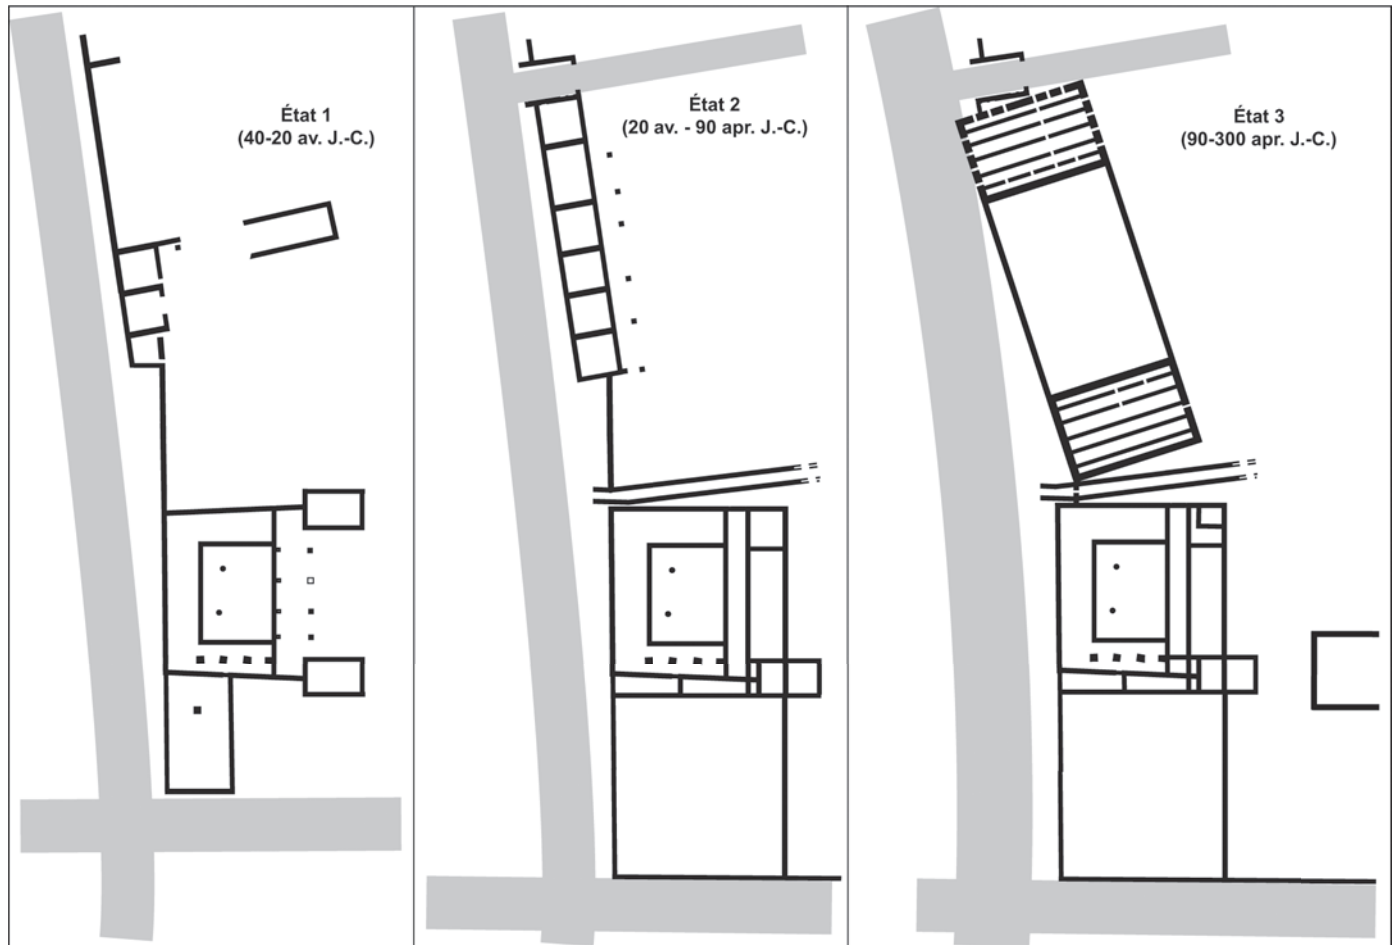 État 1
(40-20 av. J.-C.)
État 2
(20 av. - 90 apr. J.-C.)
État 3
(90-300 apr. J.-C.)